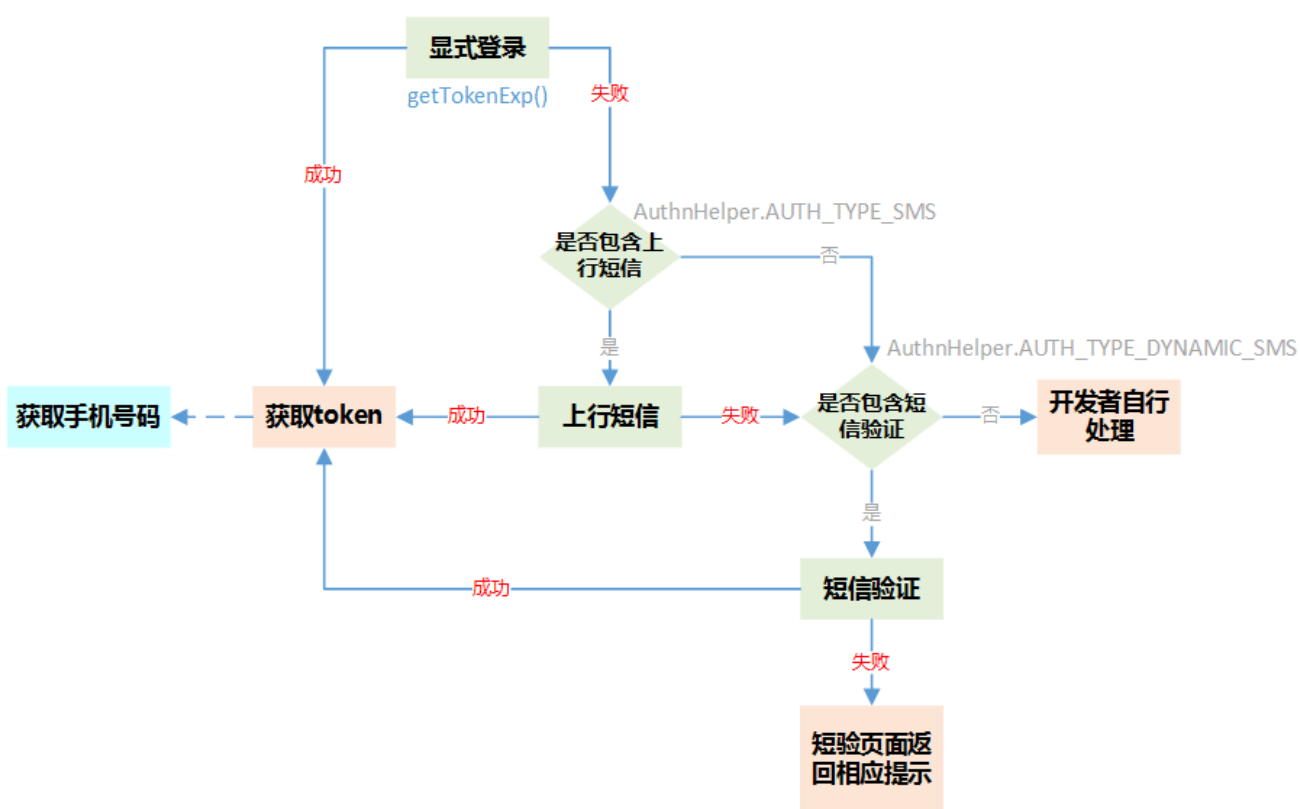 显式登录
getTokenExp()
失败
成功
AuthnHelper.AUTH_TYPE_SMS
是否包含上
行短信
否
是
AuthnHelper.AUTH_TYPE_DYNAMIC_SMS
获取手机号码
获取token
成功
上行短信
失败
是否包含短
信验证
否
开发者自行
处理
是
成功
短信验证
失败
短验页面返
回相应提示